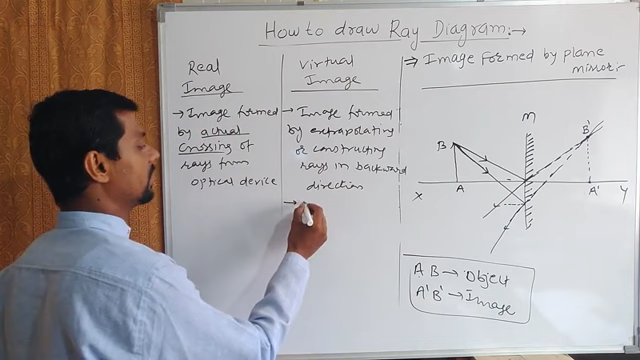 How to draw Ray Diagram:→
Real
Image
→ Image formed
by actual
crossing of
rays from
optical device
Virtual
Image
→ Image formed
by extrapolating
or constructing
rays in backward
direction
→
⇒ Image formed by plane
mirror:
M
B
B'
A
A'
X
Y
AB → Object
A'B' → Image